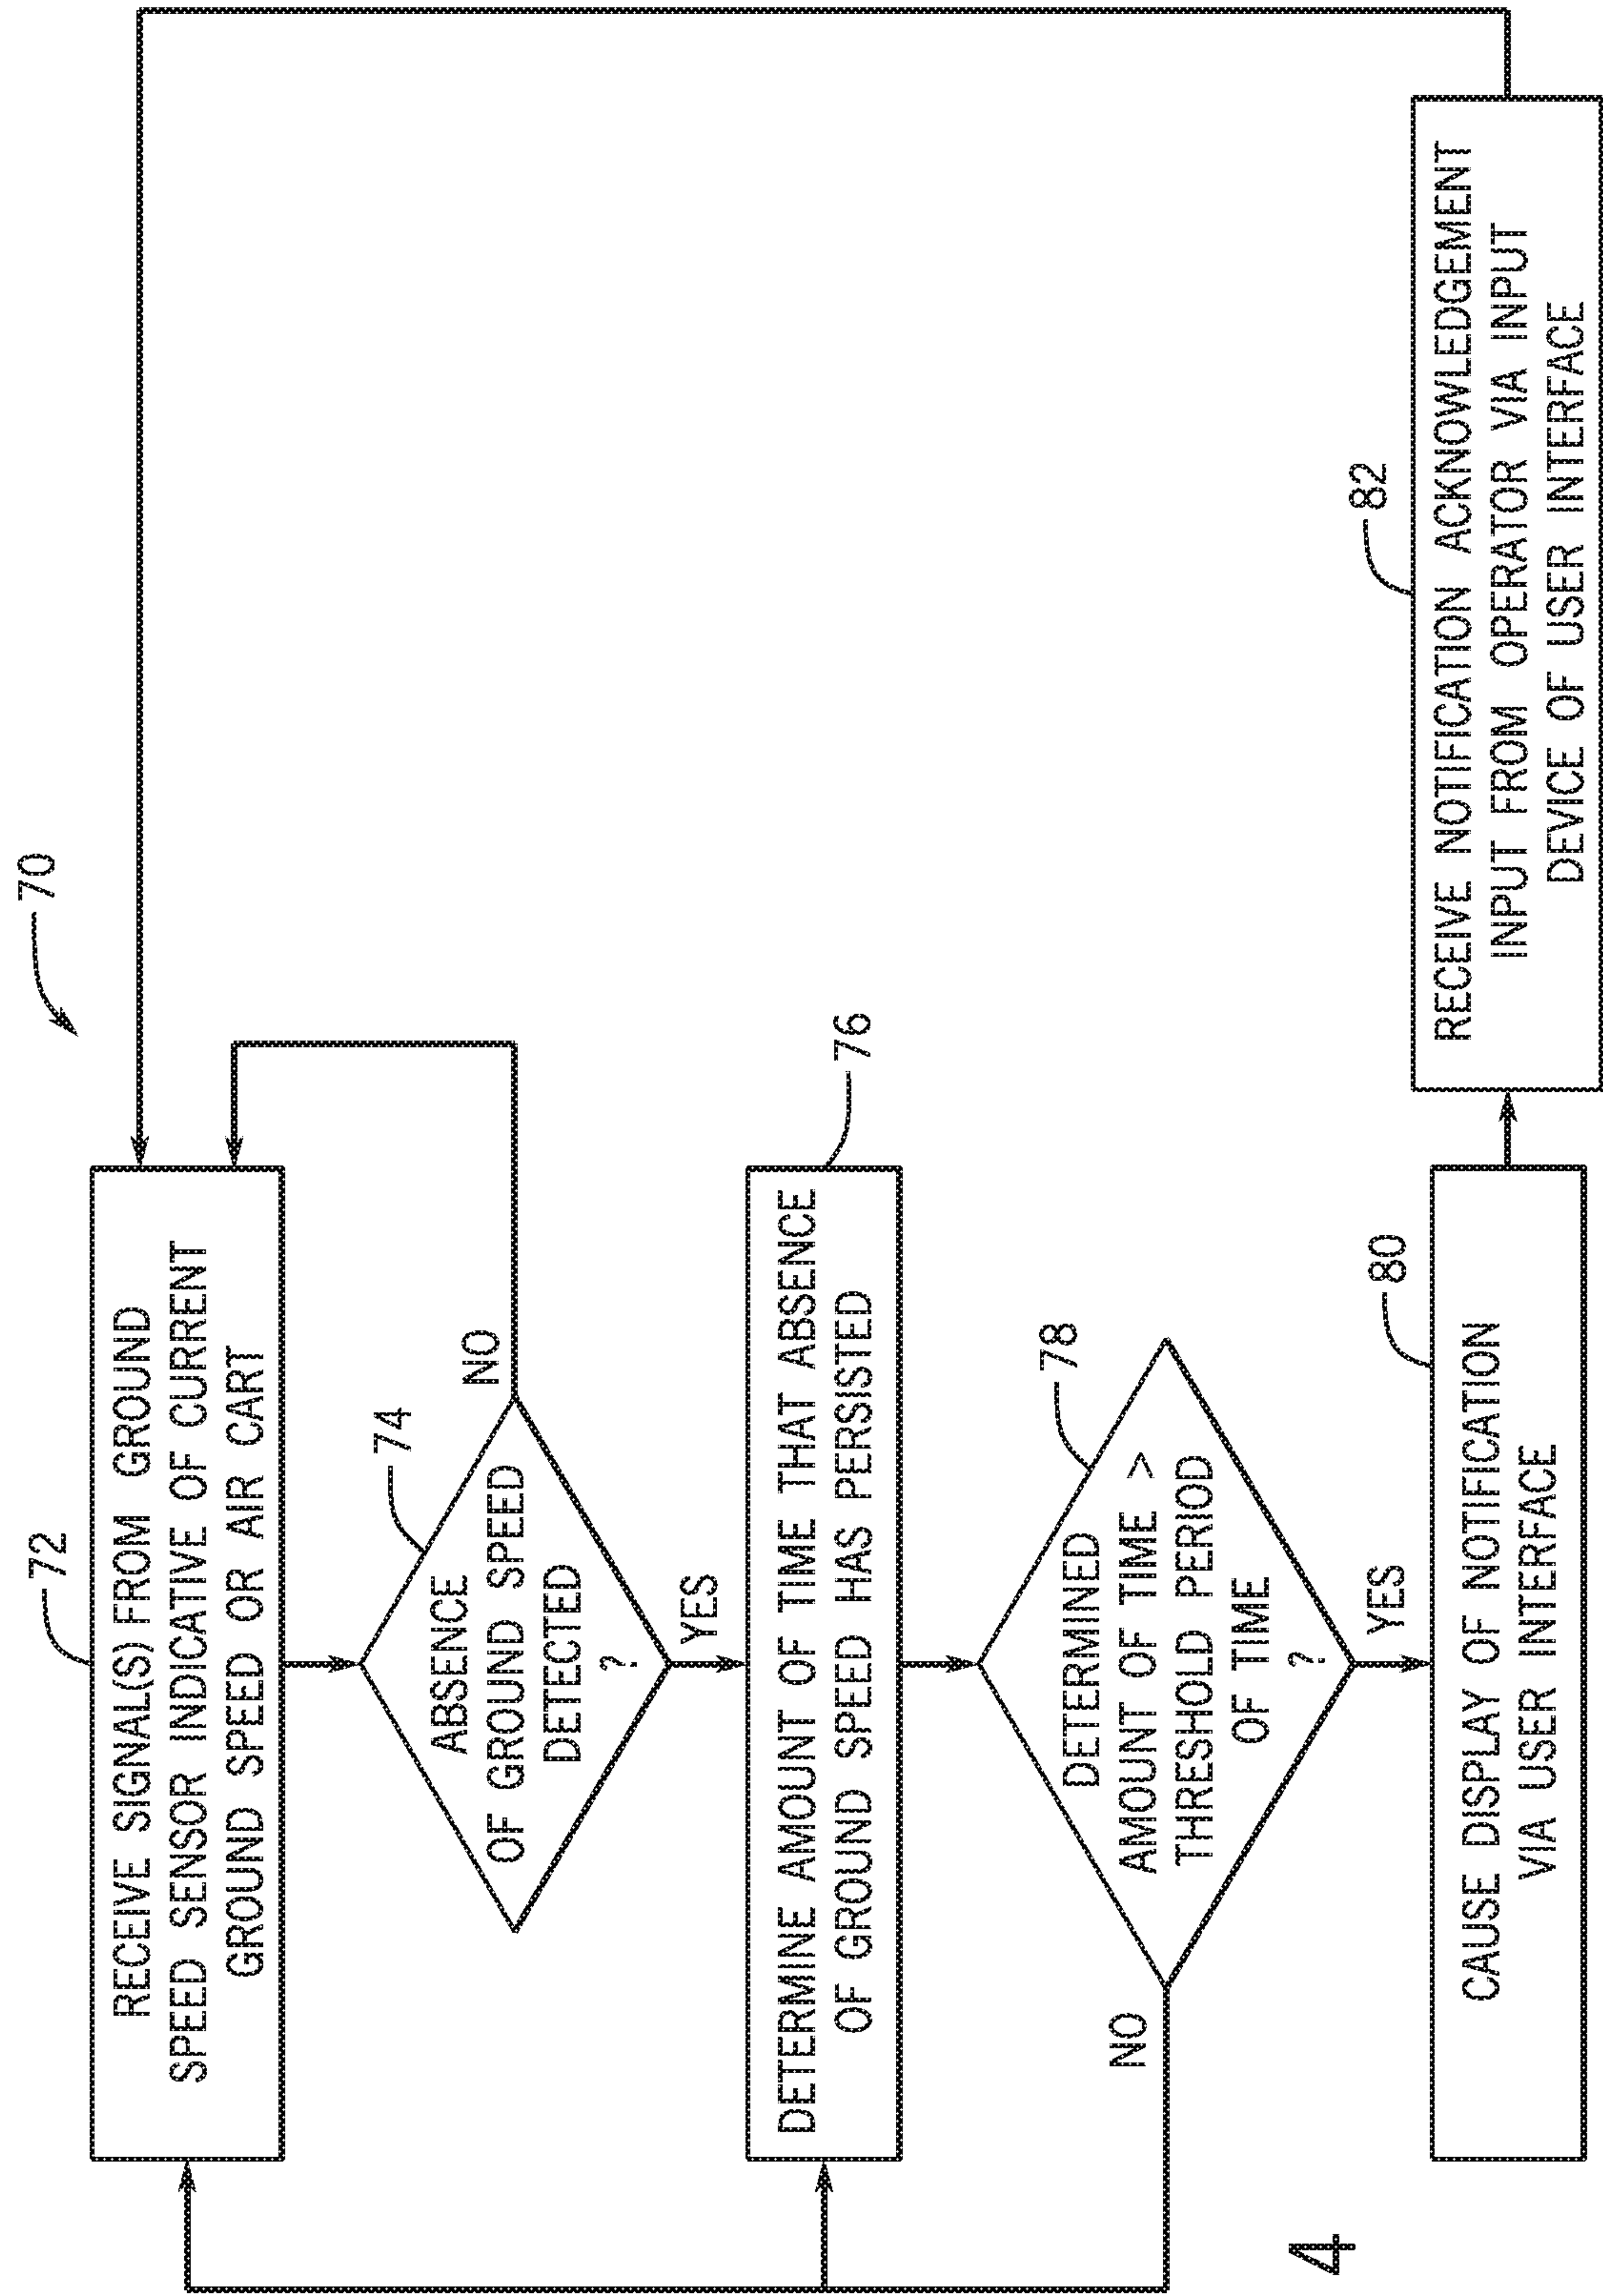 70
72
RECEIVE SIGNAL(S) FROM GROUND
SPEED SENSOR INDICATIVE OF CURRENT
GROUND SPEED OR AIR CART
74
ABSENCE
OF GROUND SPEED
DETECTED
?
NO
YES
76
DETERMINE AMOUNT OF TIME THAT ABSENCE
OF GROUND SPEED HAS PERSISTED
78
DETERMINED
AMOUNT OF TIME >
THRESHOLD PERIOD
OF TIME
?
NO
YES
80
CAUSE DISPLAY OF NOTIFICATION
VIA USER INTERFACE
82
RECEIVE NOTIFICATION ACKNOWLEDGEMENT
INPUT FROM OPERATOR VIA INPUT
DEVICE OF USER INTERFACE
4